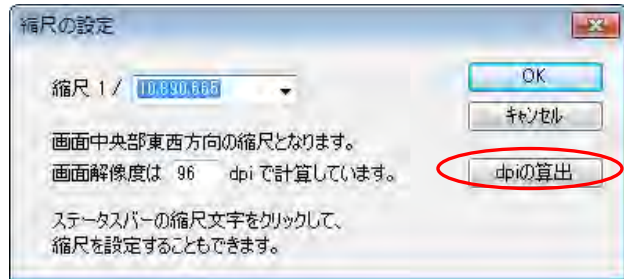 縮尺の設定
縮尺 1 / 10,890,665
OK
キャンセル
画面中央部東西方向の縮尺となります。
画面解像度は 96 dpi で計算しています。
dpiの算出
ステータスバーの縮尺文字をクリックして、
縮尺を設定することもできます。